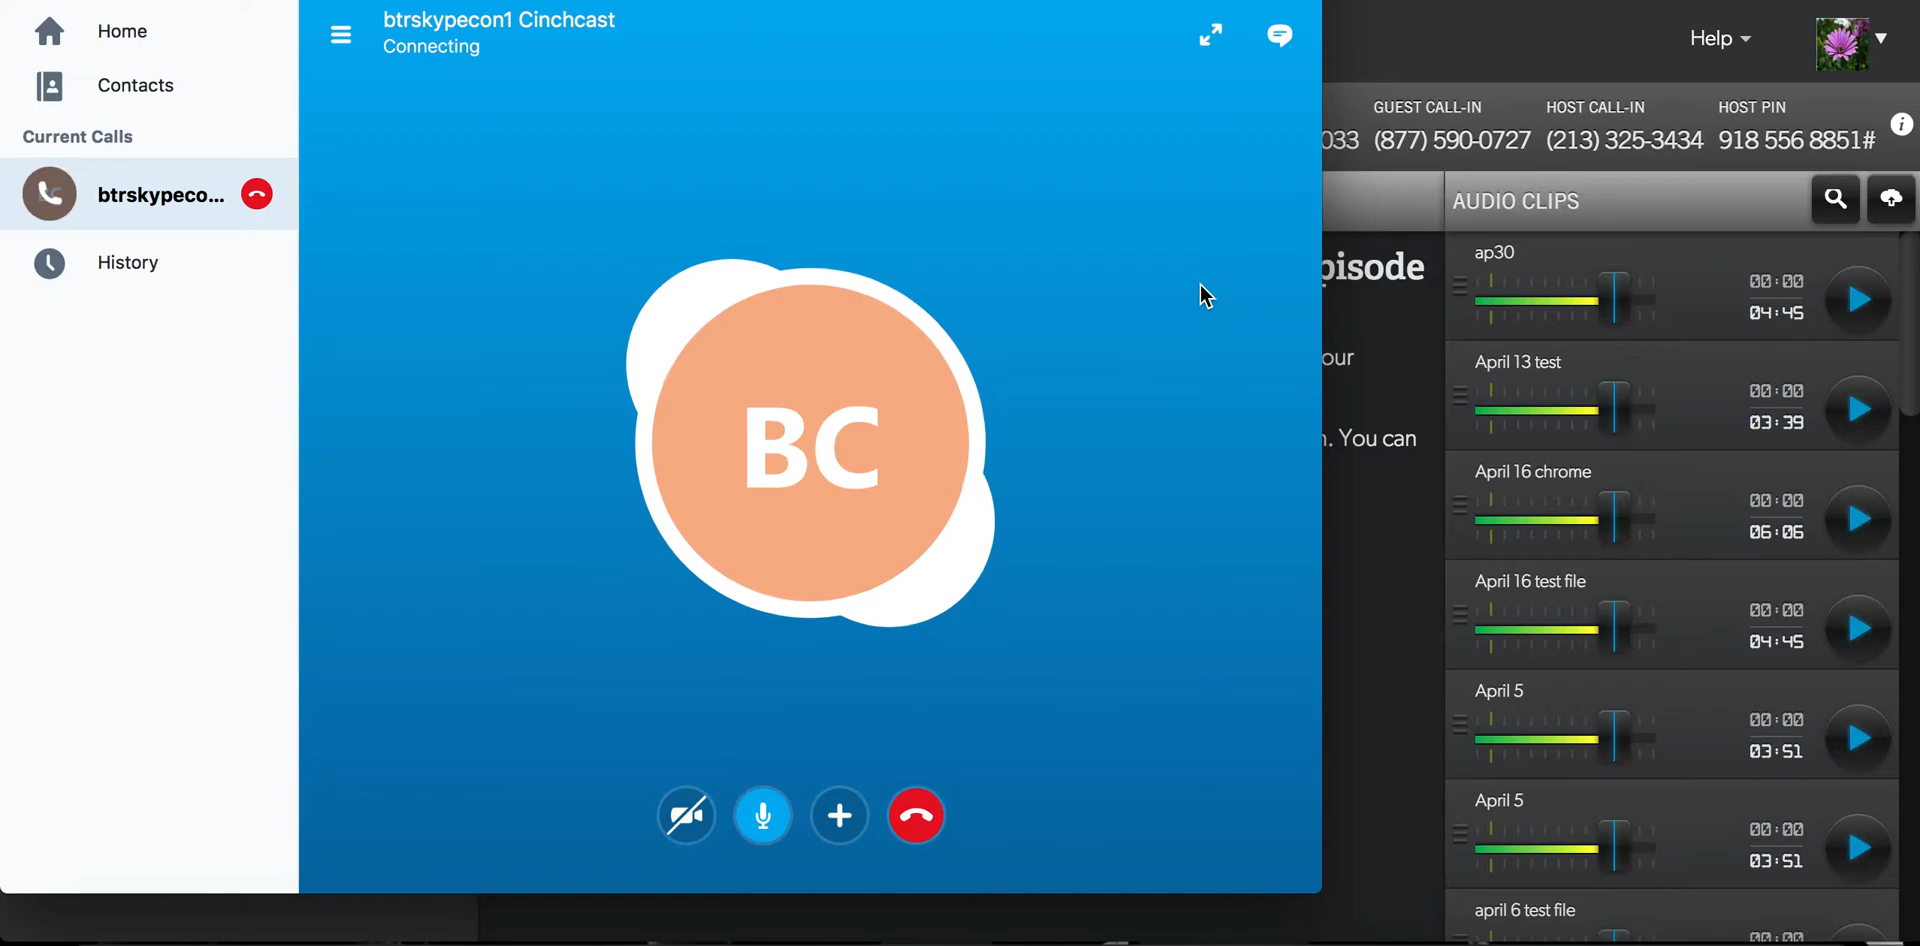 Home
Contacts
Current Calls
btrskypeco...
History
btrskypecon1 Cinchcast
Connecting
BC
Help
GUEST CALL-IN HOST CALL-IN HOST PIN
033 (877) 590-0727 (213) 325-3434 918 556 8851#
AUDIO CLIPS
pisode
our
. You can
ap30
00:00
04:45
April 13 test
00:00
03:39
April 16 chrome
00:00
06:06
April 16 test file
00:00
04:45
April 5
00:00
03:51
April 5
00:00
03:51
april 6 test file
00:00